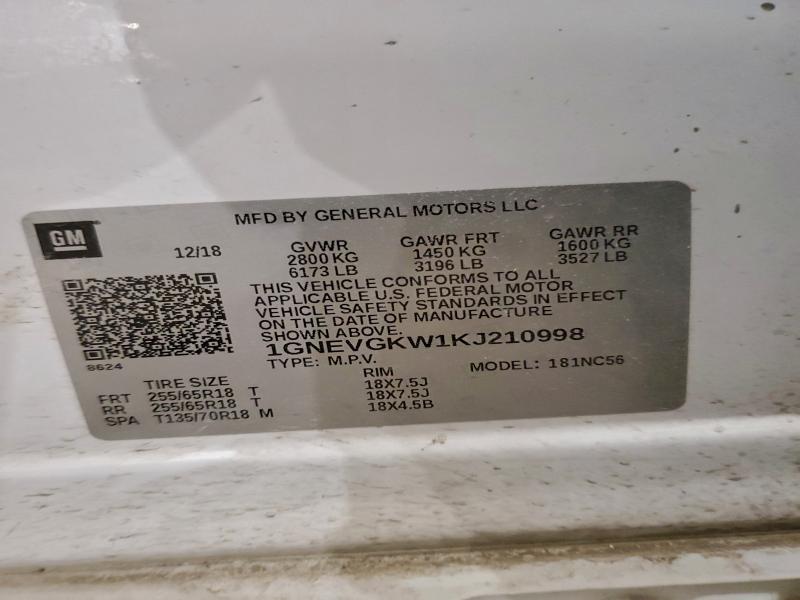 MFD BY GENERAL MOTORS LLC
GM
12/18
GVWR GAWR FRT GAWR RR
2800 KG 1450 KG 1600 KG
6173 LB 3196 LB 3527 LB
THIS VEHICLE CONFORMS TO ALL
APPLICABLE U.S. FEDERAL MOTOR
VEHICLE SAFETY STANDARDS IN EFFECT
ON THE DATE OF MANUFACTURE
SHOWN ABOVE.
1GNEVGKW1KJ210998
TYPE: M.P.V. MODEL: 181NC56
8624
TIRE SIZE RIM
FRT 255/65R18 T 18X7.5J
RR 255/65R18 T 18X7.5J
SPA T135/70R18 M 18X4.5B